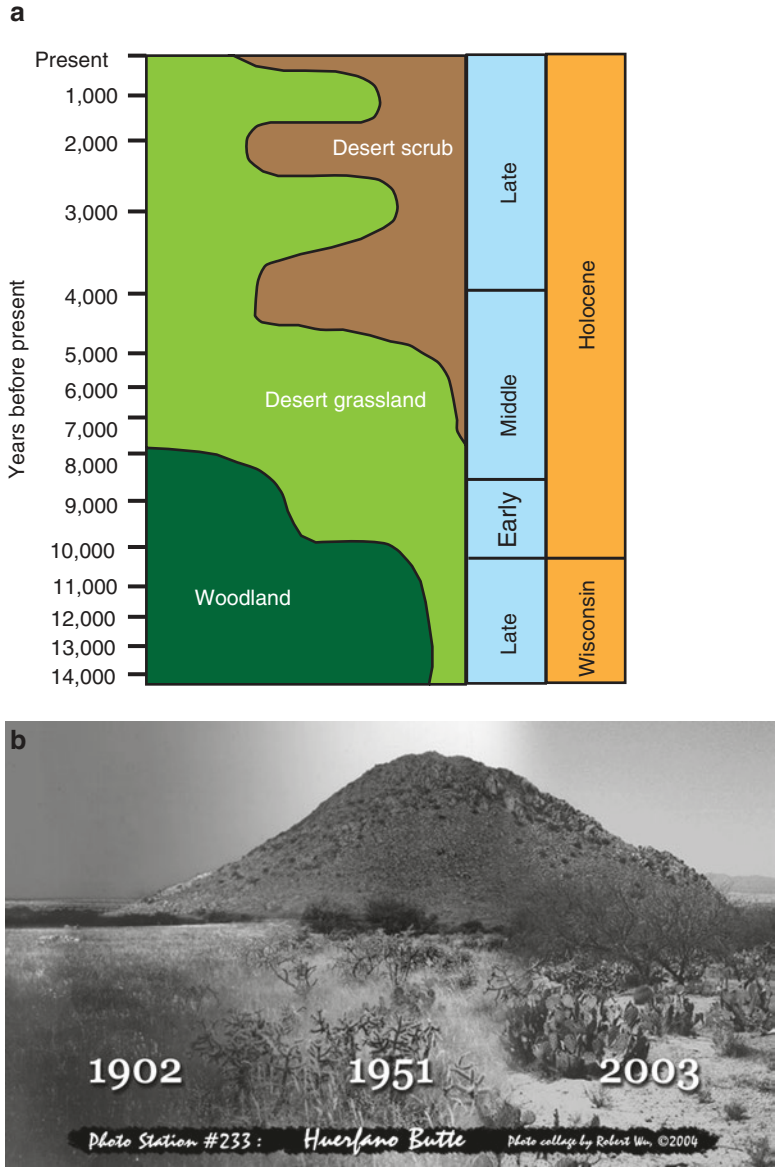 a
Present
1,000
2,000
3,000
4,000
5,000
6,000
7,000
8,000
9,000
10,000
11,000
12,000
13,000
14,000
Years before present
Desert scrub
Desert grassland
Woodland
Late
Middle
Early
Late
Holocene
Wisconsin
b
1902 1951 2003
Photo Station #233: Huerfano Butte Photo collage by Robert Wu, ©2004